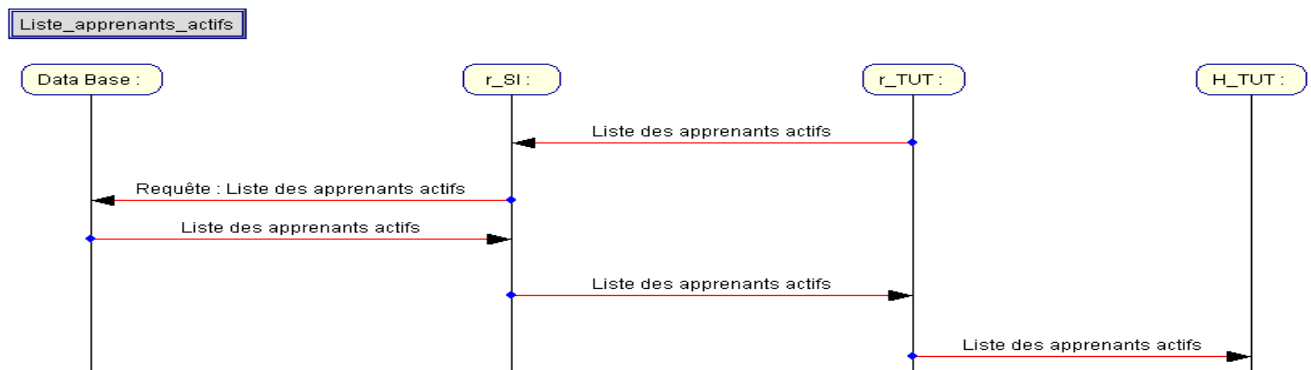 Liste_apprenants_actifs
Data Base :
r_SI :
r_TUT :
H_TUT :
Liste des apprenants actifs
Requête : Liste des apprenants actifs
Liste des apprenants actifs
Liste des apprenants actifs
Liste des apprenants actifs